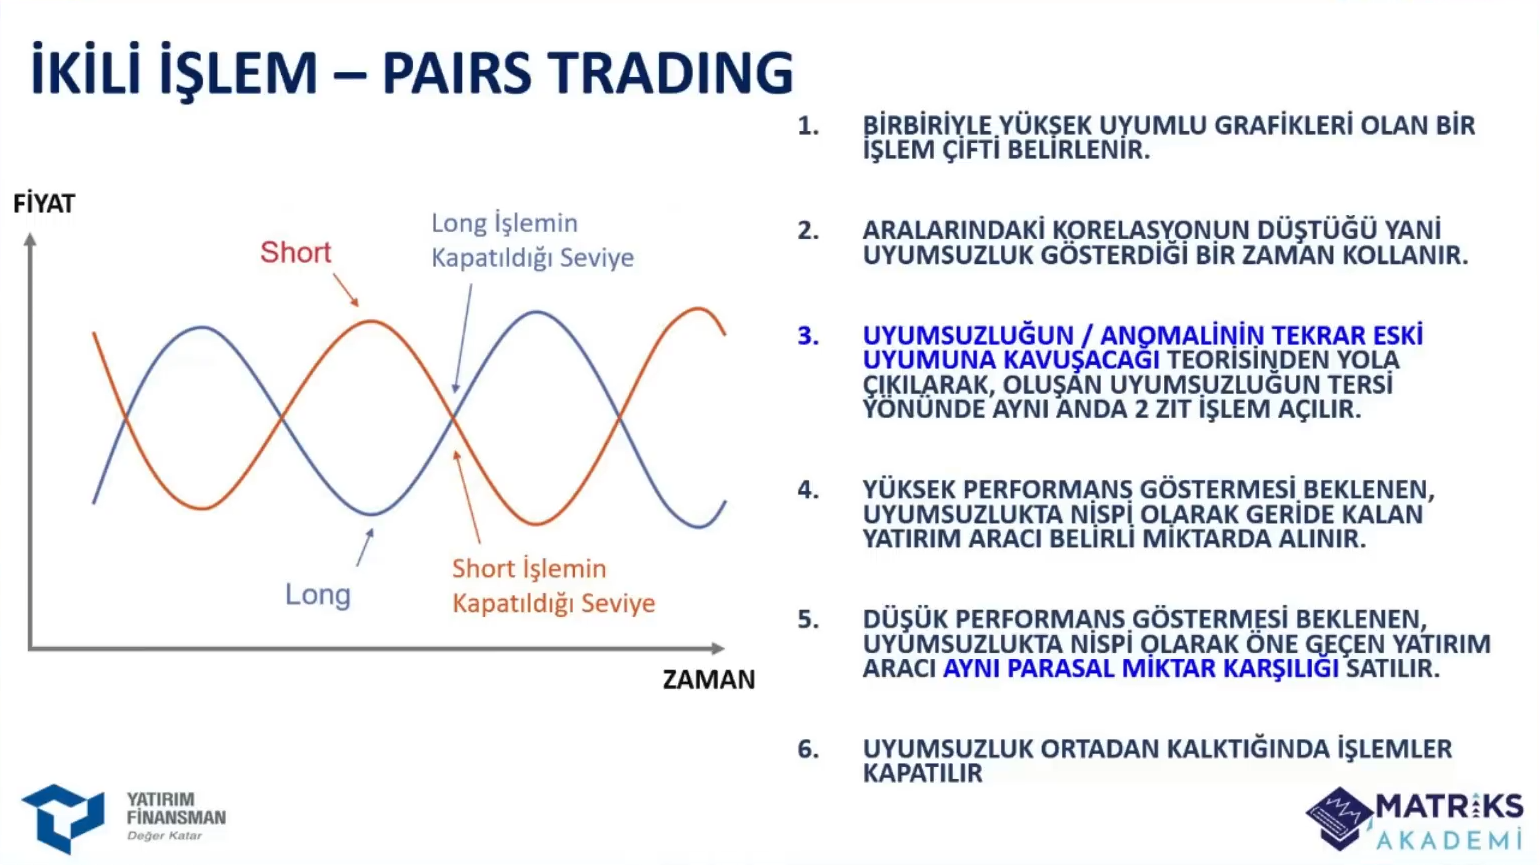 İKİLİ İŞLEM – PAIRS TRADING
FİYAT
Short
Long İşlemin
Kapatıldığı Seviye
Long
Short İşlemin
Kapatıldığı Seviye
ZAMAN
1. BİRBİRİYLE YÜKSEK UYUMLU GRAFİKLERİ OLAN BİR
İŞLEM ÇİFTİ BELİRLENİR.
2. ARALARINDAKİ KORELASYONUN DÜŞTÜĞÜ YANİ
UYUMSUZLUK GÖSTERDİĞİ BİR ZAMAN KOLLANIR.
3. UYUMSUZLUĞUN / ANOMALİNİN TEKRAR ESKİ
UYUMUNA KAVUŞACAĞI TEORİSİNDEN YOLA
ÇIKILARAK, OLUŞAN UYUMSUZLUĞUN TERSİ
YÖNÜNDE AYNI ANDA 2 ZIT İŞLEM AÇILIR.
4. YÜKSEK PERFORMANS GÖSTERMESİ BEKLENEN,
UYUMSUZLUKTA NİSPİ OLARAK GERİDE KALAN
YATIRIM ARACI BELİRLİ MİKTARDA ALINIR.
5. DÜŞÜK PERFORMANS GÖSTERMESİ BEKLENEN,
UYUMSUZLUKTA NİSPİ OLARAK ÖNE GEÇEN YATIRIM
ARACI AYNI PARASAL MİKTAR KARŞILIĞI SATILIR.
6. UYUMSUZLUK ORTADAN KALKTIĞINDA İŞLEMLER
KAPATILIR
YATIRIM
FİNANSMAN
Değer Katar
MATRİKS
AKADEMİ